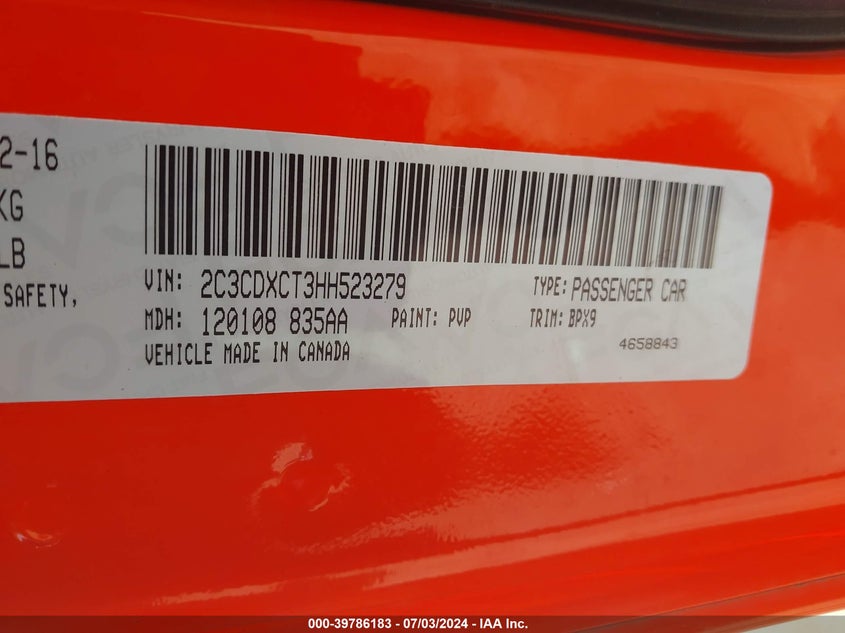 2-16
KG
LB
SAFETY,
VIN: 2C3CDXCT3HH523279
TYPE: PASSENGER CAR
MDH: 120108 835AA
PAINT: PVP
TRIM: BPX9
VEHICLE MADE IN CANADA
4658843
000-39786183 - 07/03/2024 - IAA Inc.